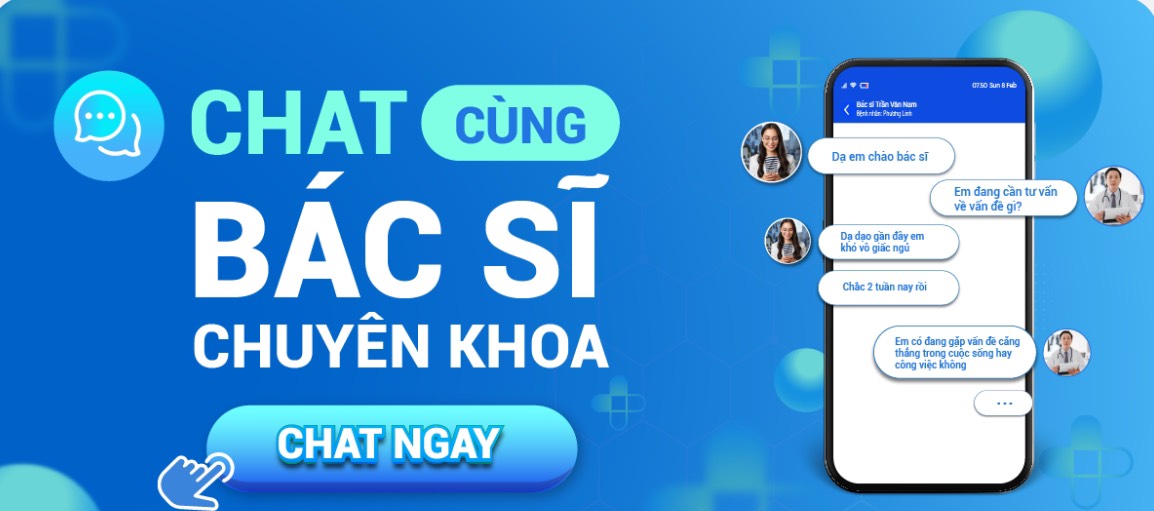 CHAT CÙNG
BÁC SĨ
CHUYÊN KHOA
CHAT NGAY
07:50 Sun 8 Feb
Bác sĩ Trần Văn Nam
Bệnh nhân: Phương Linh
Dạ em chào bác sĩ
Em đang cần tư vấn
về vấn đề gì?
Dạ dạo gần đây em
khó vô giấc ngủ
Chắc 2 tuần nay rồi
Em có đang gặp vấn đề căng
thẳng trong cuộc sống hay
công việc không
...